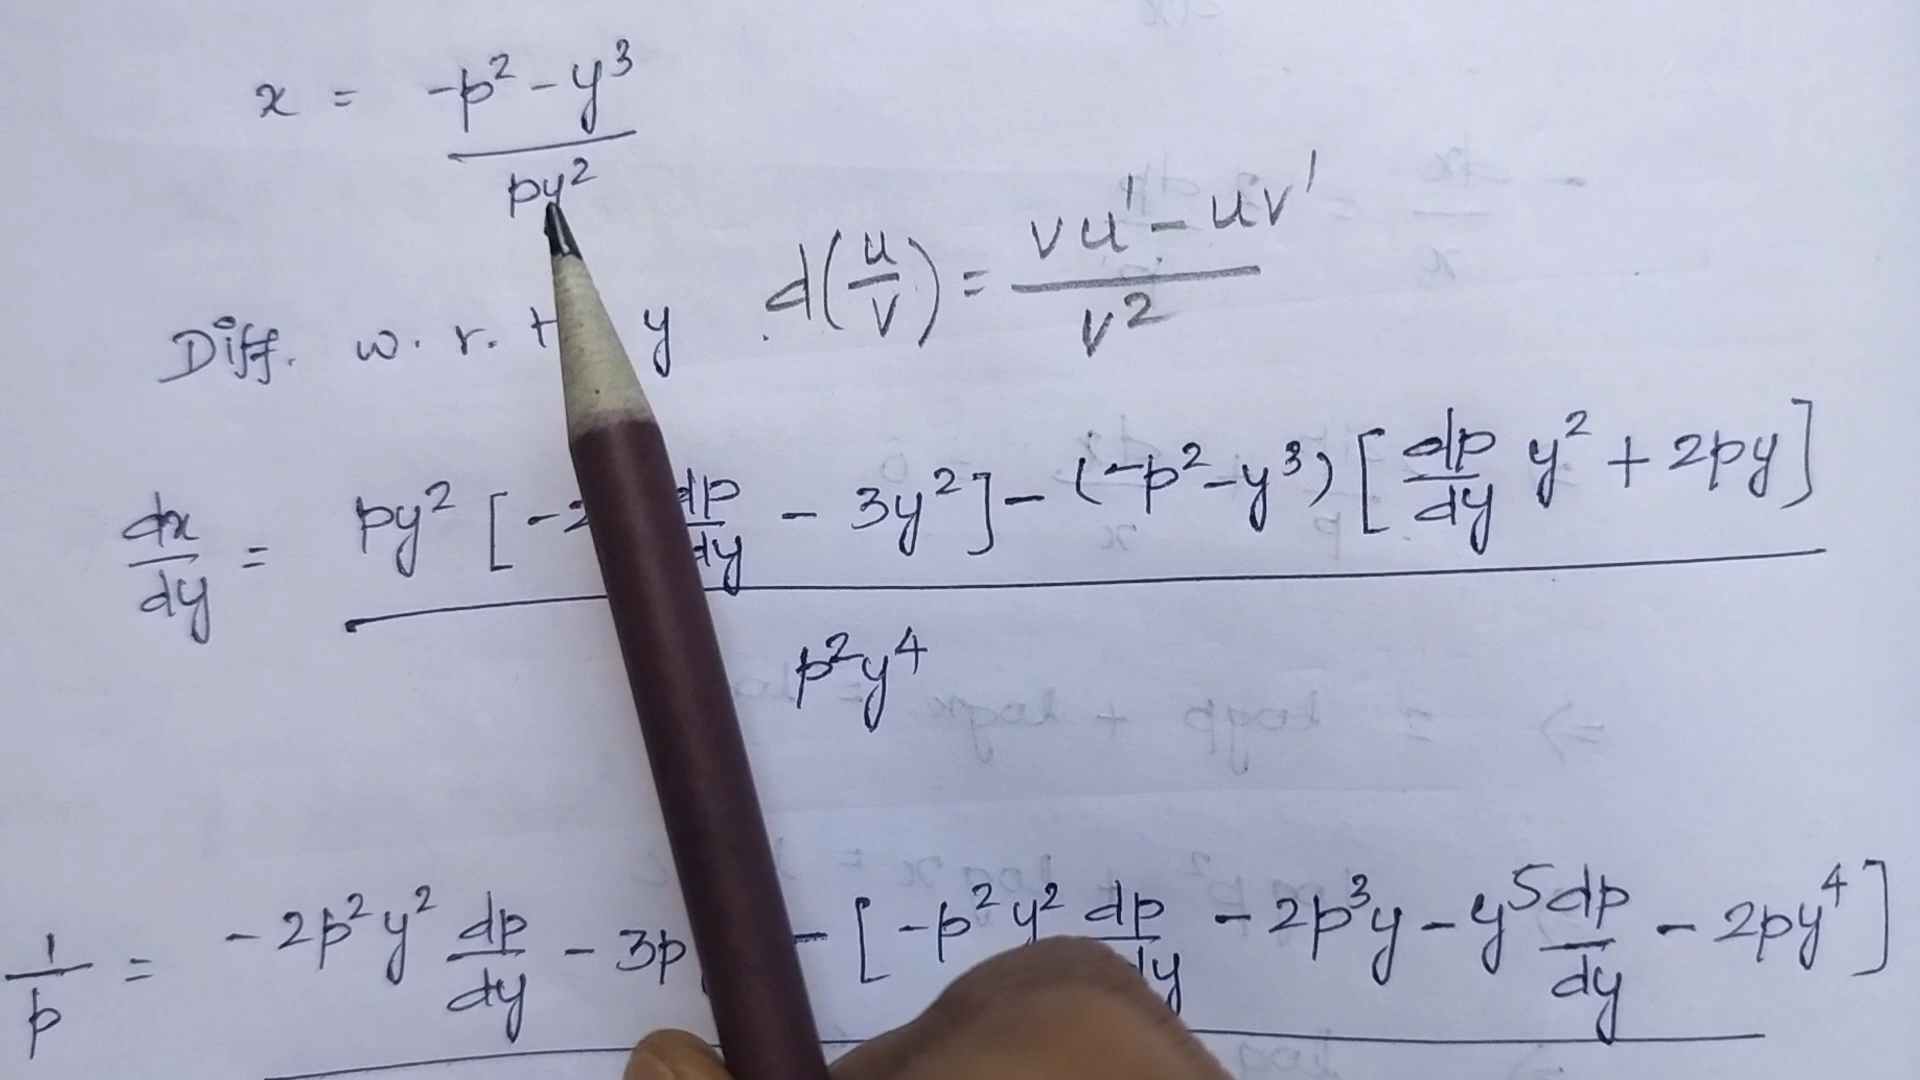 x = -p² - y³ / py²
Diff. w. r. t y d(u/v) = vu' - uv' / v²
dx/dy = py² [-2 dp/dy - 3y²] - (-p² - y³) [dp/dy y² + 2py] / p²y⁴
1/p = -2p²y² dp/dy - 3p - [-p²y² dp/dy - 2p³y - y⁵ dp/dy - 2py⁴]